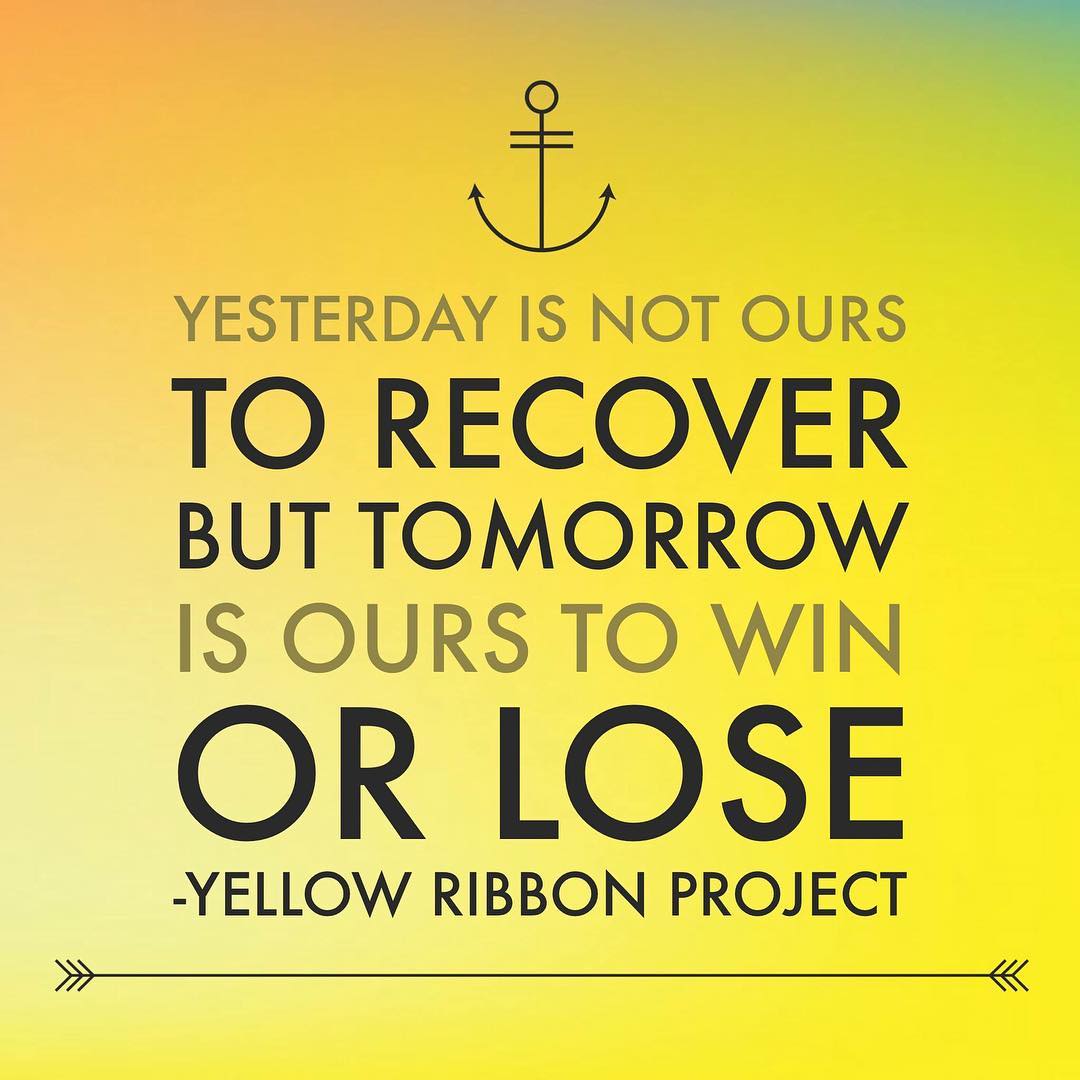 YESTERDAY IS NOT OURS
TO RECOVER
BUT TOMORROW
IS OURS TO WIN
OR LOSE
-YELLOW RIBBON PROJECT